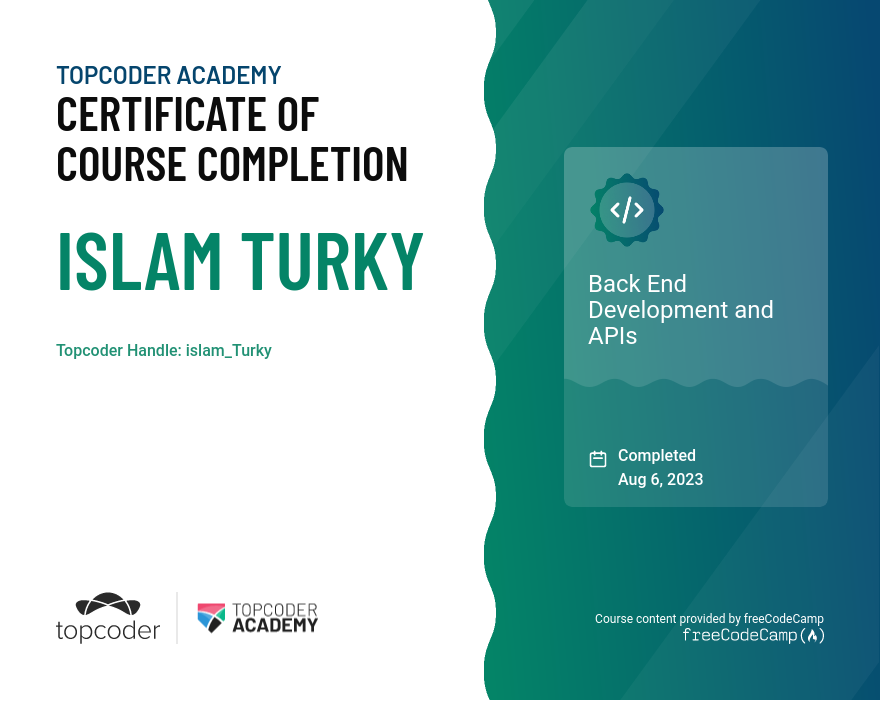 TOPCODER ACADEMY
CERTIFICATE OF
COURSE COMPLETION
ISLAM TURKY
Topcoder Handle: islam_Turky
Back End
Development and
APIs
Completed
Aug 6, 2023
topcoder
TOPCODER
ACADEMY
Course content provided by freeCodeCamp
freeCodeCamp